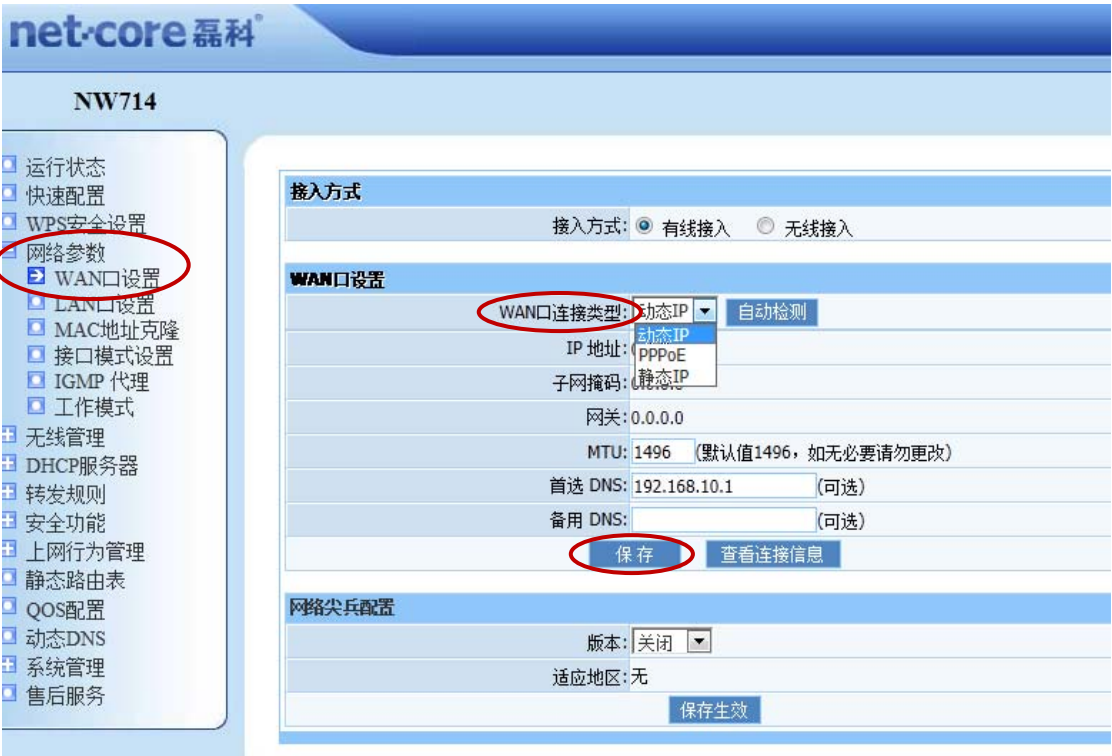 net·core磊科®
NW714
运行状态
快速配置
WPS安全设置
网络参数
WAN口设置
LAN口设置
MAC地址克隆
接口模式设置
IGMP 代理
工作模式
无线管理
DHCP服务器
转发规则
安全功能
上网行为管理
静态路由表
QOS配置
动态DNS
系统管理
售后服务
接入方式
接入方式: 有线接入 无线接入
WAN口设置
WAN口连接类型: 动态IP 自动检测
动态IP
PPPoE
静态IP
IP 地址:
子网掩码:
网关: 0.0.0.0
MTU: 1496 (默认值1496，如无必要请勿更改)
首选 DNS: 192.168.10.1 (可选)
备用 DNS: (可选)
保存 查看连接信息
网络尖兵配置
版本: 关闭
适应地区: 无
保存生效